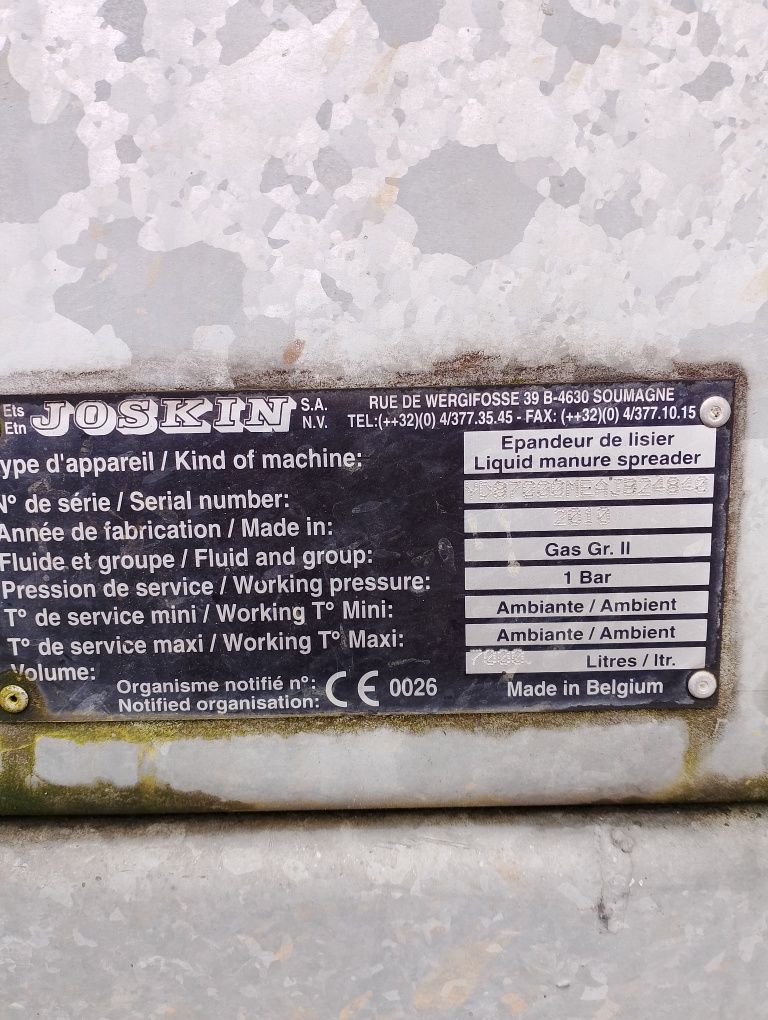 Ets JOSKIN S.A. RUE DE WERGIFOSSE 39 B-4630 SOUMAGNE
Etn N.V. TEL:(++32)(0) 4/377.35.45 - FAX: (++32)(0) 4/377.10.15
ype d'appareil / Kind of machine: Epandeur de lisier
Liquid manure spreader
N° de série / Serial number:
Année de fabrication / Made in: 2010
Fluide et groupe / Fluid and group: Gas Gr. II
Pression de service / Working pressure: 1 Bar
T° de service mini / Working T° Mini: Ambiante / Ambient
T° de service maxi / Working T° Maxi: Ambiante / Ambient
Volume: 7000. Litres / ltr.
Organisme notifié n°: CE 0026 Made in Belgium
Notified organisation: